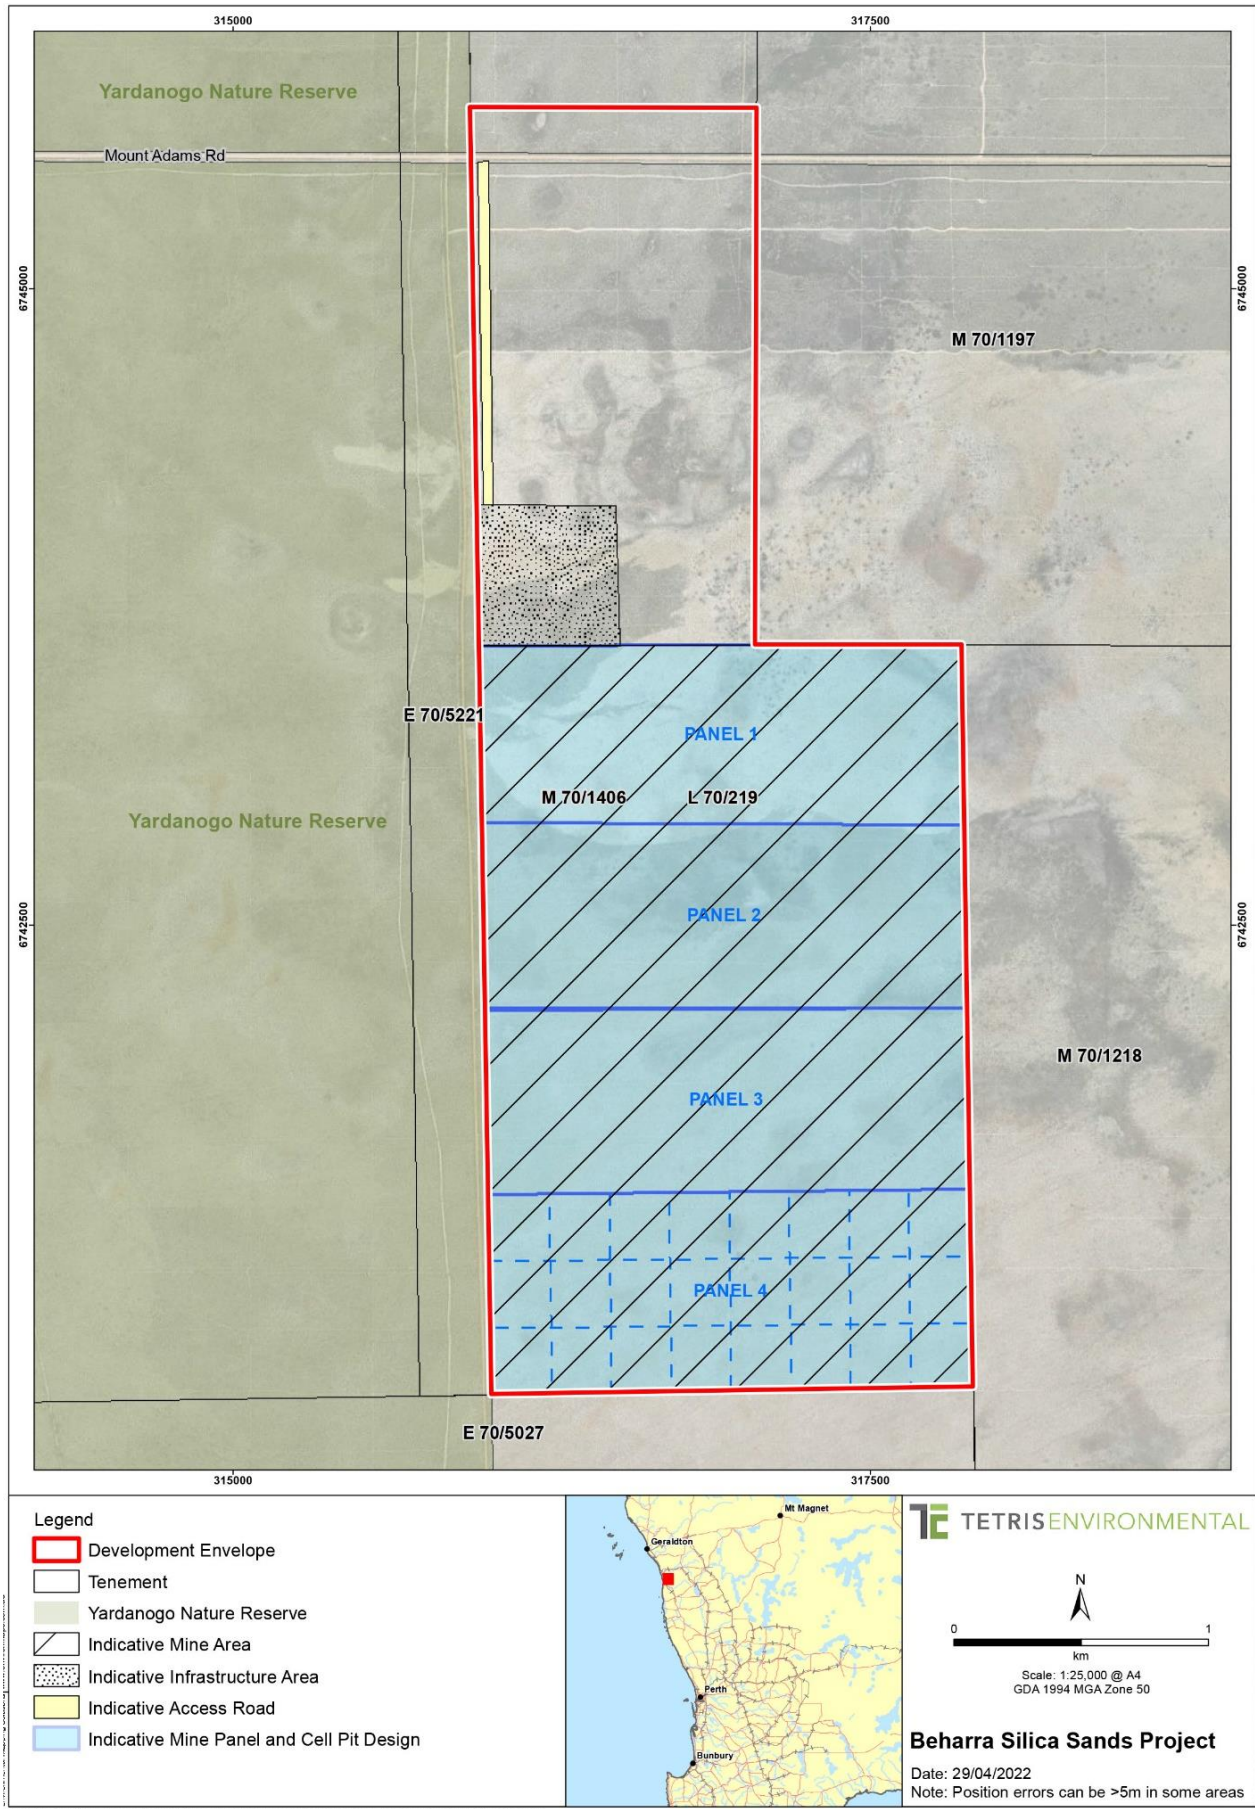 315000
317500
Yardanogo Nature Reserve
Mount Adams Rd
6745000
6745000
M 70/1197
E 70/5221
PANEL 1
M 70/1406
L 70/219
Yardanogo Nature Reserve
PANEL 2
6742500
6742500
M 70/1218
PANEL 3
PANEL 4
E 70/5027
315000
317500
Legend
Development Envelope
Tenement
Yardanogo Nature Reserve
Indicative Mine Area
Indicative Infrastructure Area
Indicative Access Road
Indicative Mine Panel and Cell Pit Design
Mt Magnet
Geraldton
Perth
Bunbury
TE TETRIS ENVIRONMENTAL
N
0 1
km
Scale: 1:25,000 @ A4
GDA 1994 MGA Zone 50
Beharra Silica Sands Project
Date: 29/04/2022
Note: Position errors can be >5m in some areas